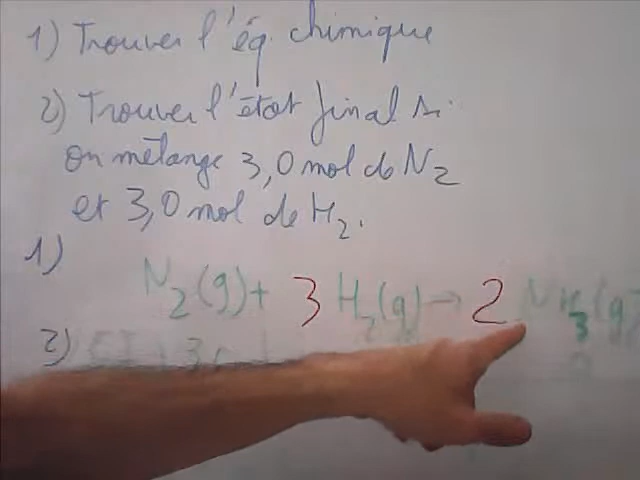 1) Trouver l'éq. chimique
2) Trouver l'état final si
on mélange 3,0 mol de N2
et 3,0 mol de H2.
1)
N2(g) + 3 H2(g) → 2 NH3(g)
2)